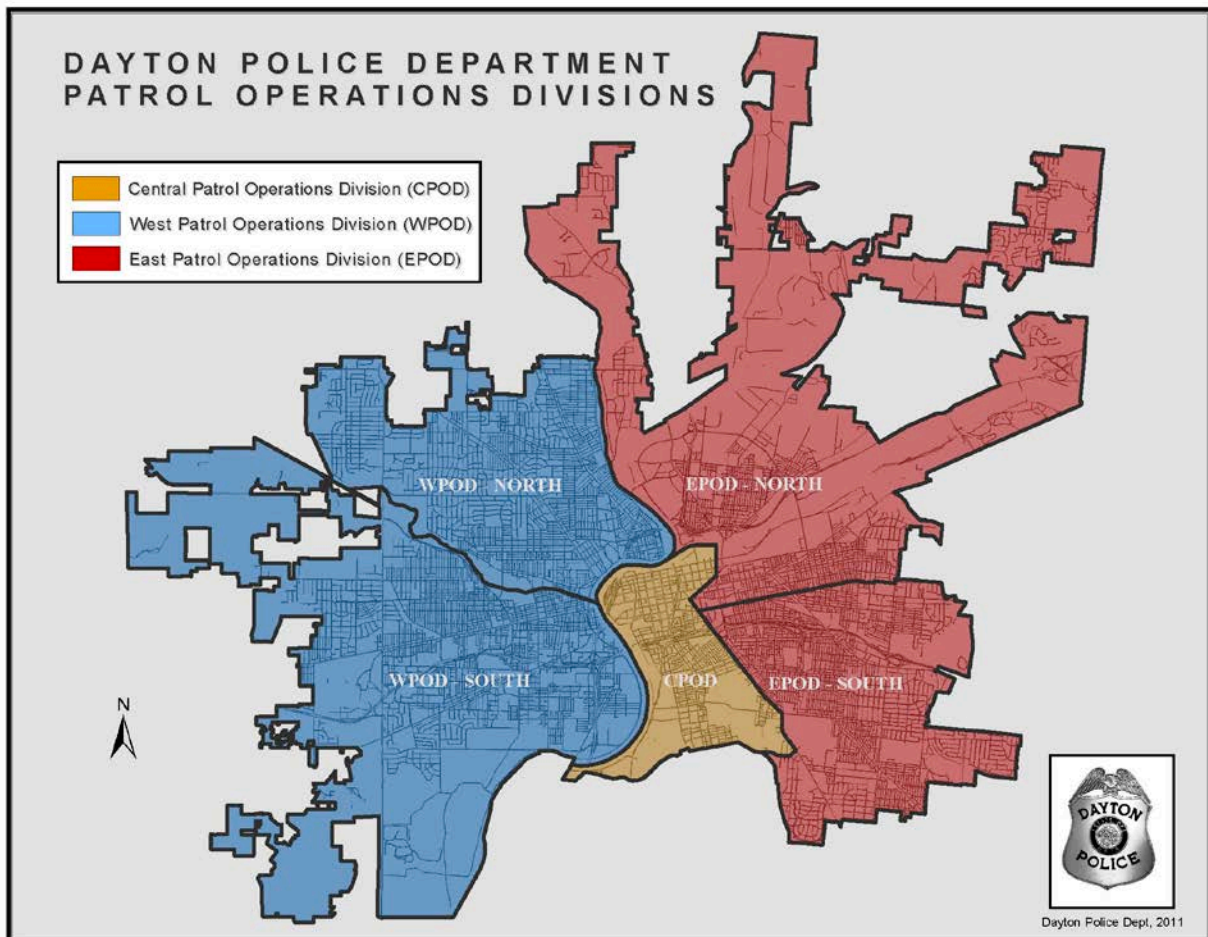 DAYTON POLICE DEPARTMENT
PATROL OPERATIONS DIVISIONS
Central Patrol Operations Division (CPOD)
West Patrol Operations Division (WPOD)
East Patrol Operations Division (EPOD)
WPOD - NORTH
EPOD - NORTH
WPOD - SOUTH
CPOD
EPOD - SOUTH
N
DAYTON
POLICE
Dayton Police Dept, 2011